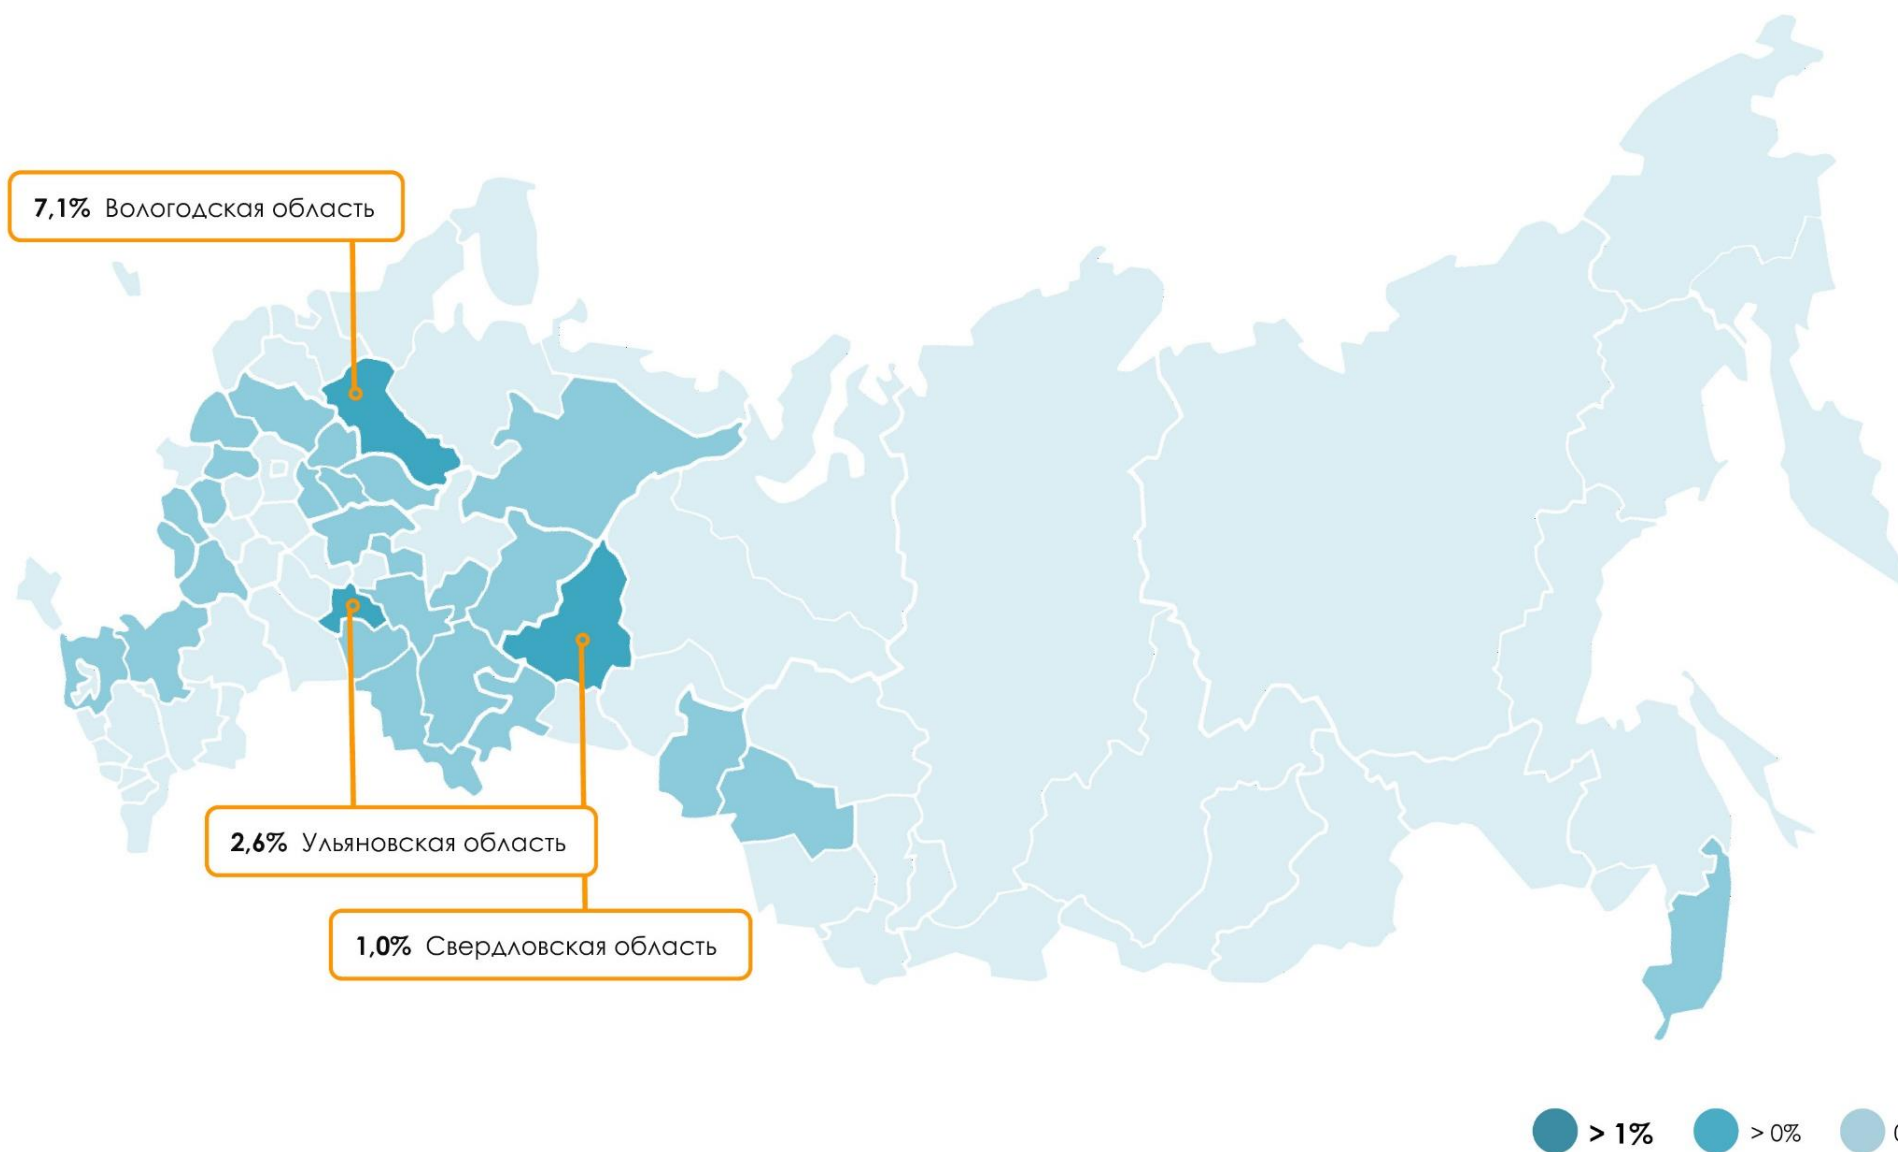 7,1% Вологодская область
2,6% Ульяновская область
1,0% Свердловская область
> 1% > 0%